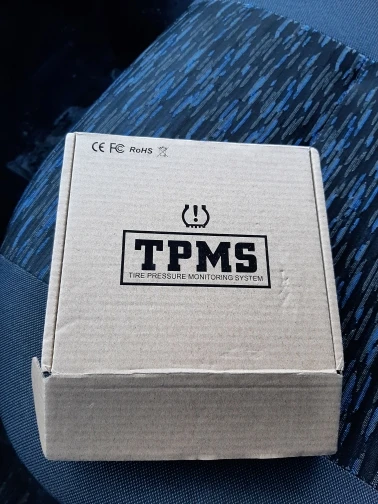 CE FC RoHS
TPMS
TIRE PRESSURE MONITORING SYSTEM